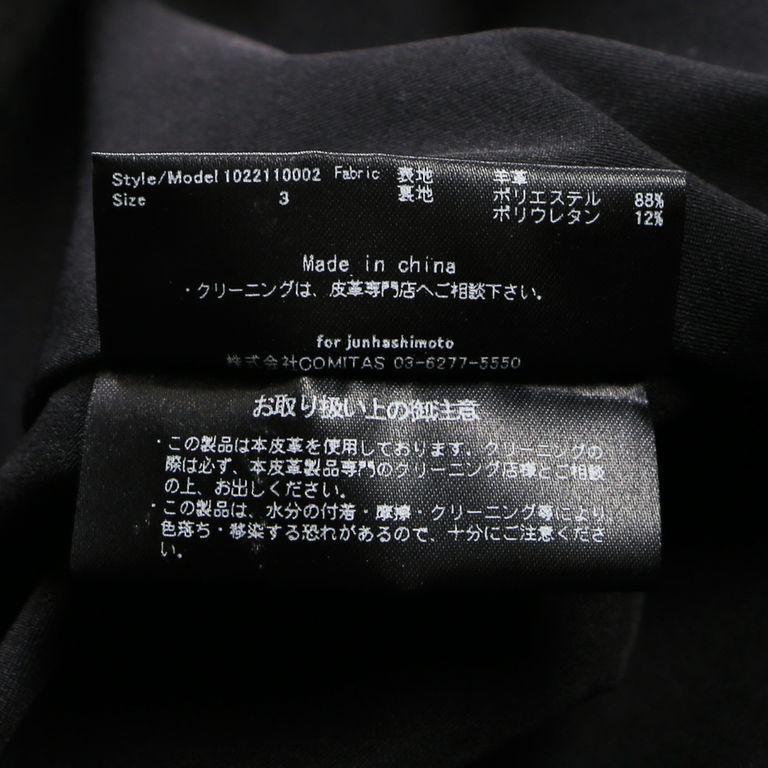 Style/Model 1022110002 Fabric 表地 羊革
Size 3 裏地 ポリエステル 88%
ポリウレタン 12%
Made in china
・クリーニングは、皮革専門店へご相談下さい。
for junhashimoto
株式会社COMITAS 03-6277-5550
お取り扱い上の御注意
・この製品は本皮革を使用しております。クリーニングの
際は必ず、本皮革製品専門のクリーニング店様とご相談
の上、お出しください。
・この製品は、水分の付着・摩擦・クリーニング等により、
色落ち・移染する恐れがあるので、十分にご注意くださ
い。